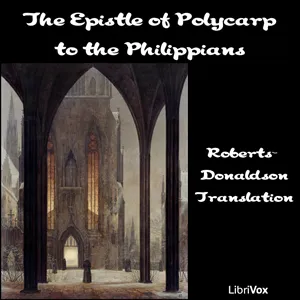 The Epistle of Polycarp
to the Philippians
Roberts-
Donaldson
Translation
LibriVox